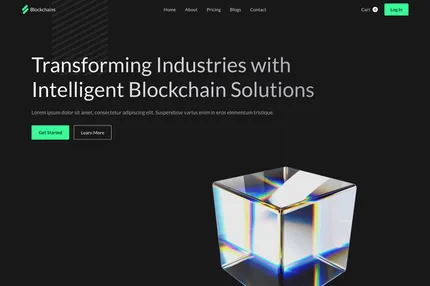 Blockchains
Home About Pricing Blogs Contact
Cart 0
Log In
Transforming Industries with
Intelligent Blockchain Solutions
Lorem ipsum dolor sit amet, consectetur adipiscing elit. Suspendisse varius enim in eros elementum tristique.
Get Started
Learn More